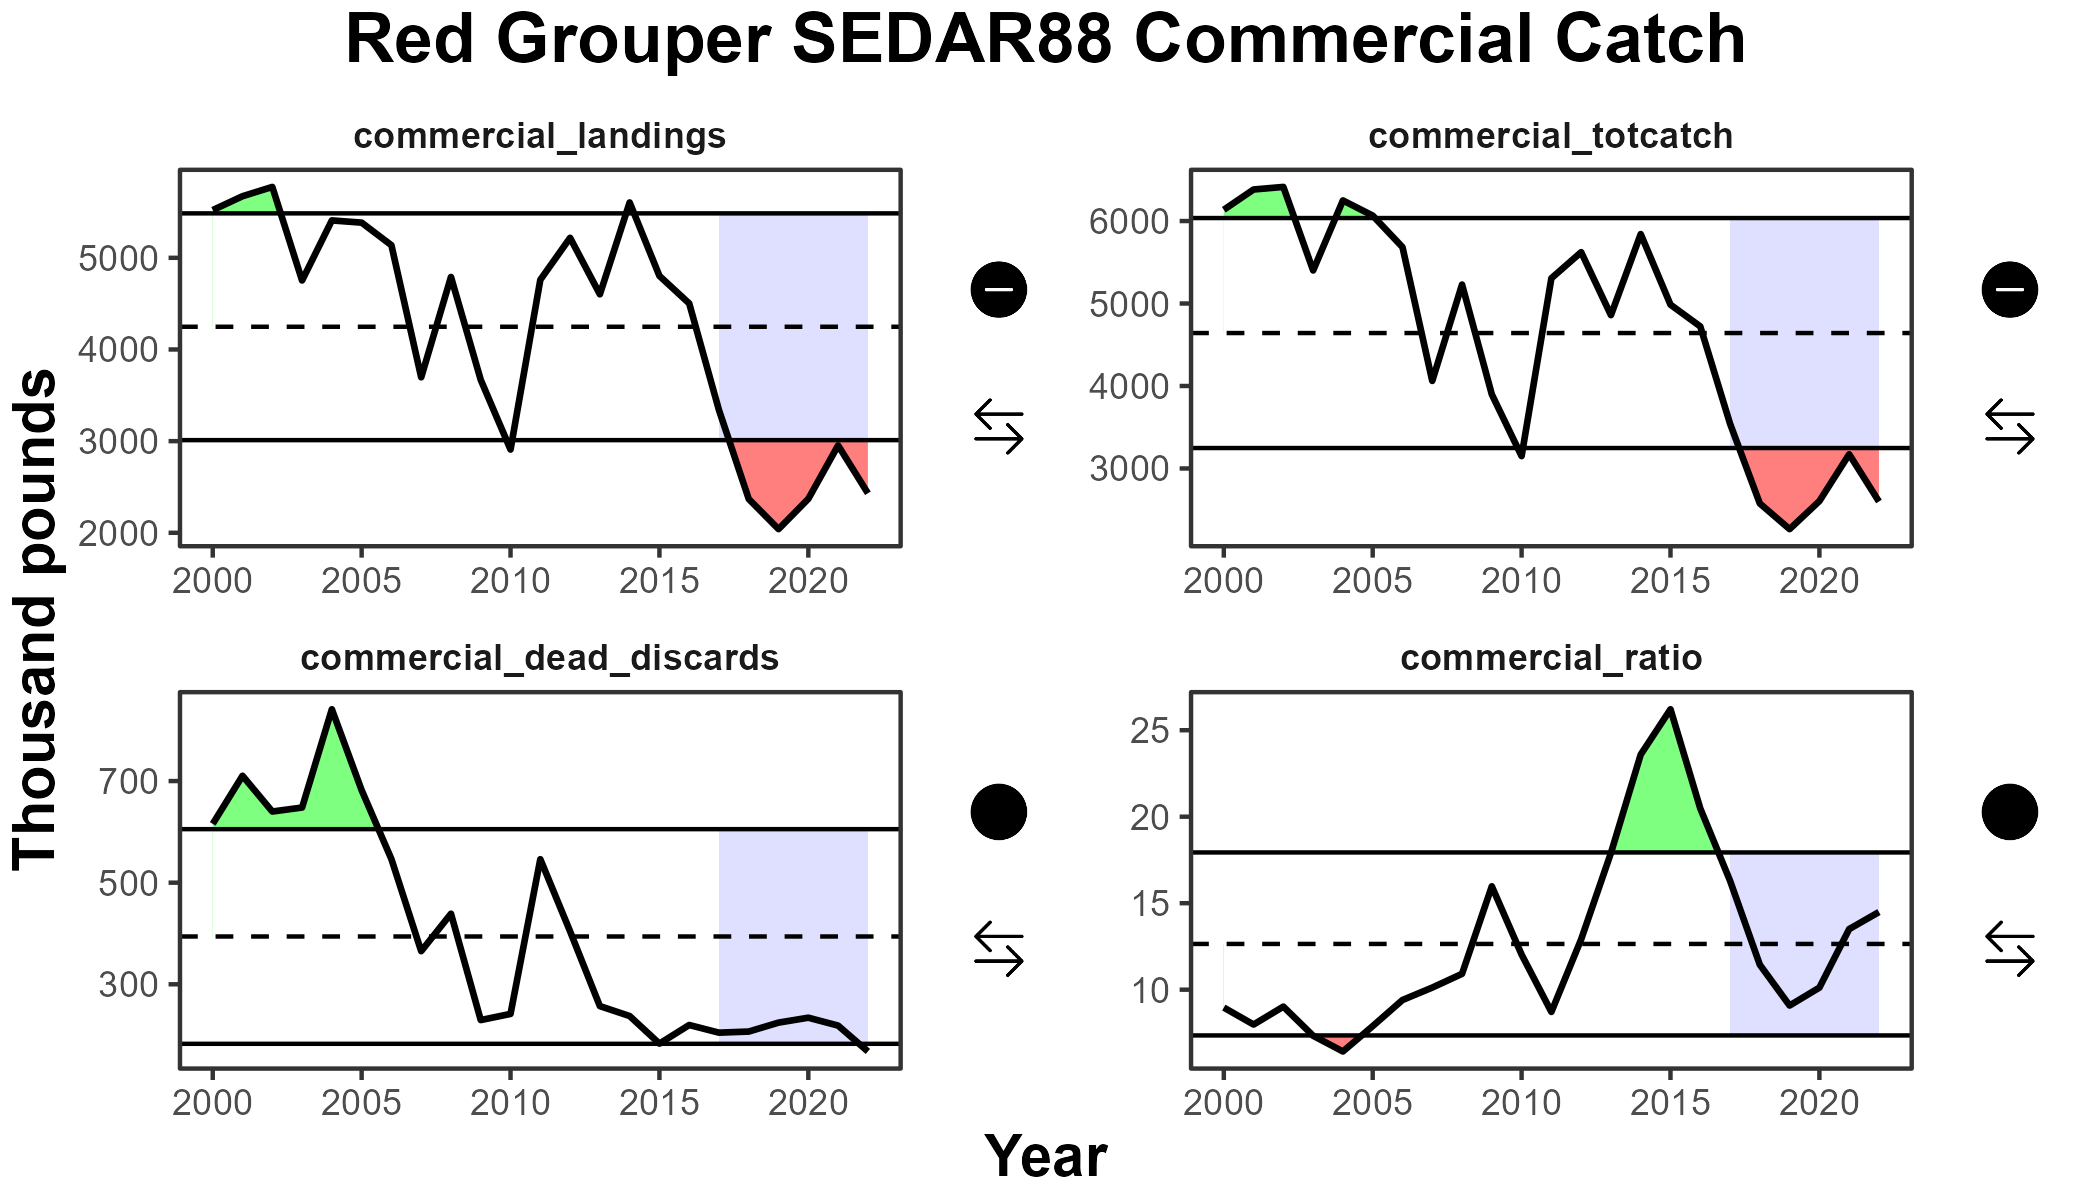 Red Grouper SEDAR88 Commercial Catch
commercial_landings
5000
4000
3000
2000
2000 2005 2010 2015 2020
commercial_totcatch
6000
5000
4000
3000
2000 2005 2010 2015 2020
Thousand pounds
commercial_dead_discards
700
500
300
2000 2005 2010 2015 2020
commercial_ratio
25
20
15
10
2000 2005 2010 2015 2020
Year